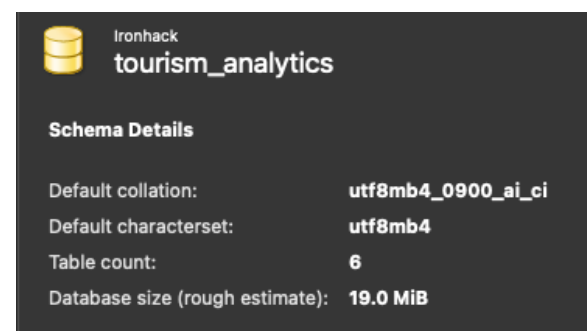 Ironhack
tourism_analytics
Schema Details
Default collation: utf8mb4_0900_ai_ci
Default characterset: utf8mb4
Table count: 6
Database size (rough estimate): 19.0 MiB